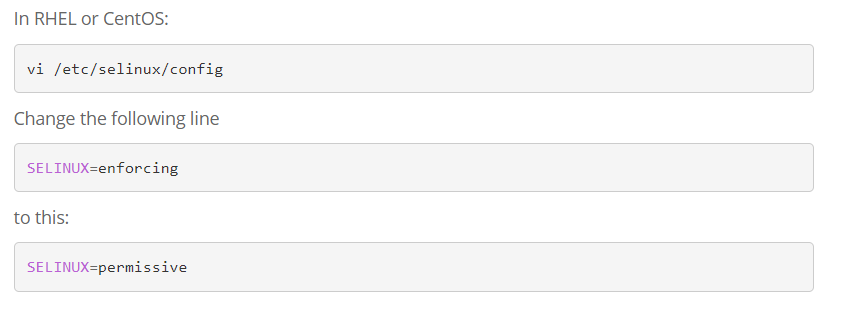 In RHEL or CentOS:
vi /etc/selinux/config
Change the following line
SELINUX=enforcing
to this:
SELINUX=permissive